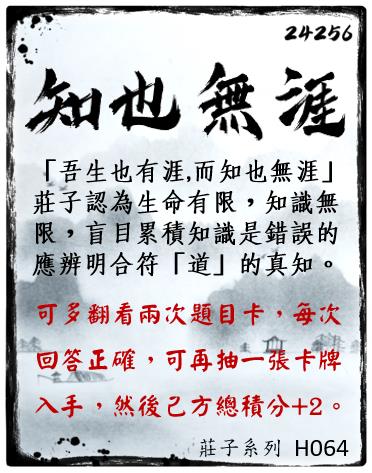 24256
知也無涯
「吾生也有涯,而知也無涯」
莊子認為生命有限，知識無
限，盲目累積知識是錯誤的
應辨明合符「道」的真知。
可多翻看兩次題目卡，每次
回答正確，可再抽一張卡牌
入手，然後己方總積分+2。
莊子系列 H064